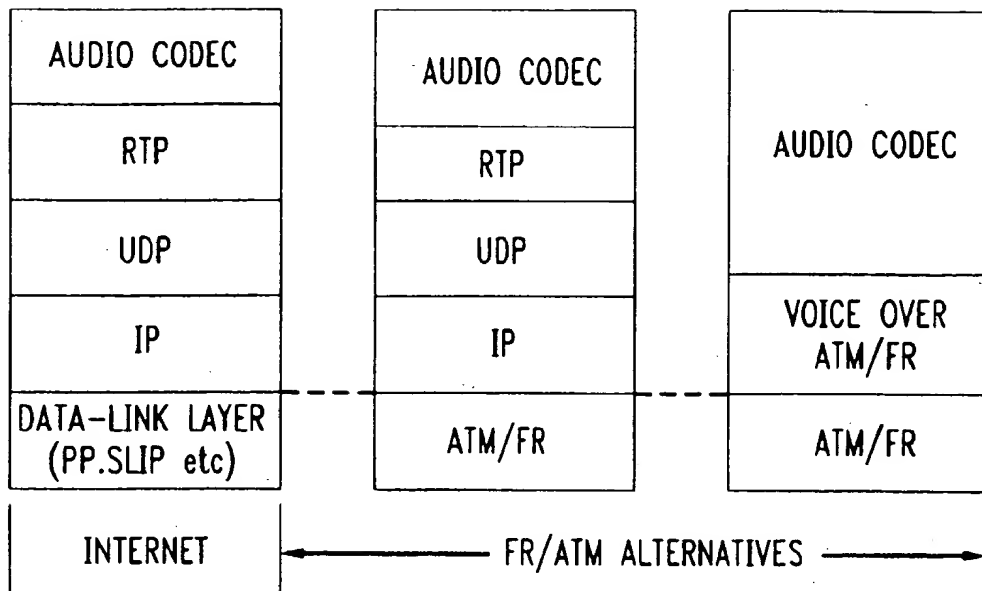 AUDIO CODEC
RTP
UDP
IP
DATA-LINK LAYER
(PP.SLIP etc)
INTERNET
AUDIO CODEC
RTP
UDP
IP
ATM/FR
AUDIO CODEC
VOICE OVER
ATM/FR
ATM/FR
FR/ATM ALTERNATIVES